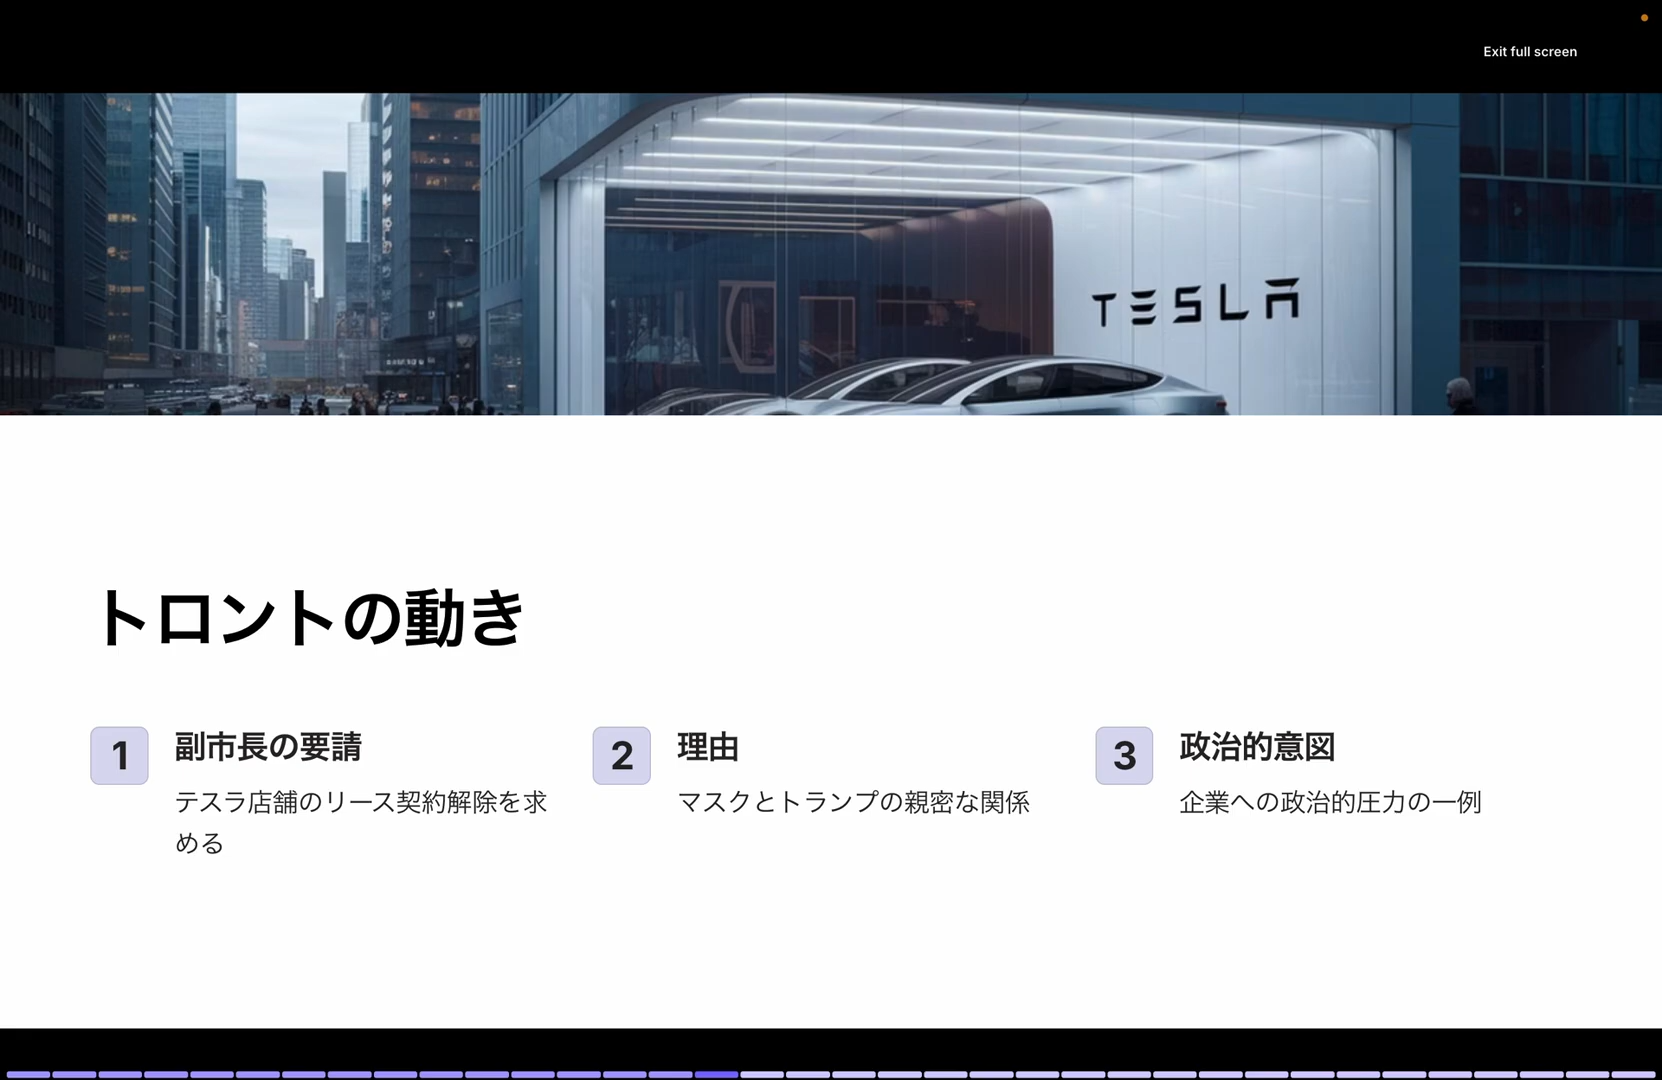 Exit full screen
TESLA
トロントの動き
1
副市長の要請
テスラ店舗のリース契約解除を求
める
2
理由
マスクとトランプの親密な関係
3
政治的意図
企業への政治的圧力の一例